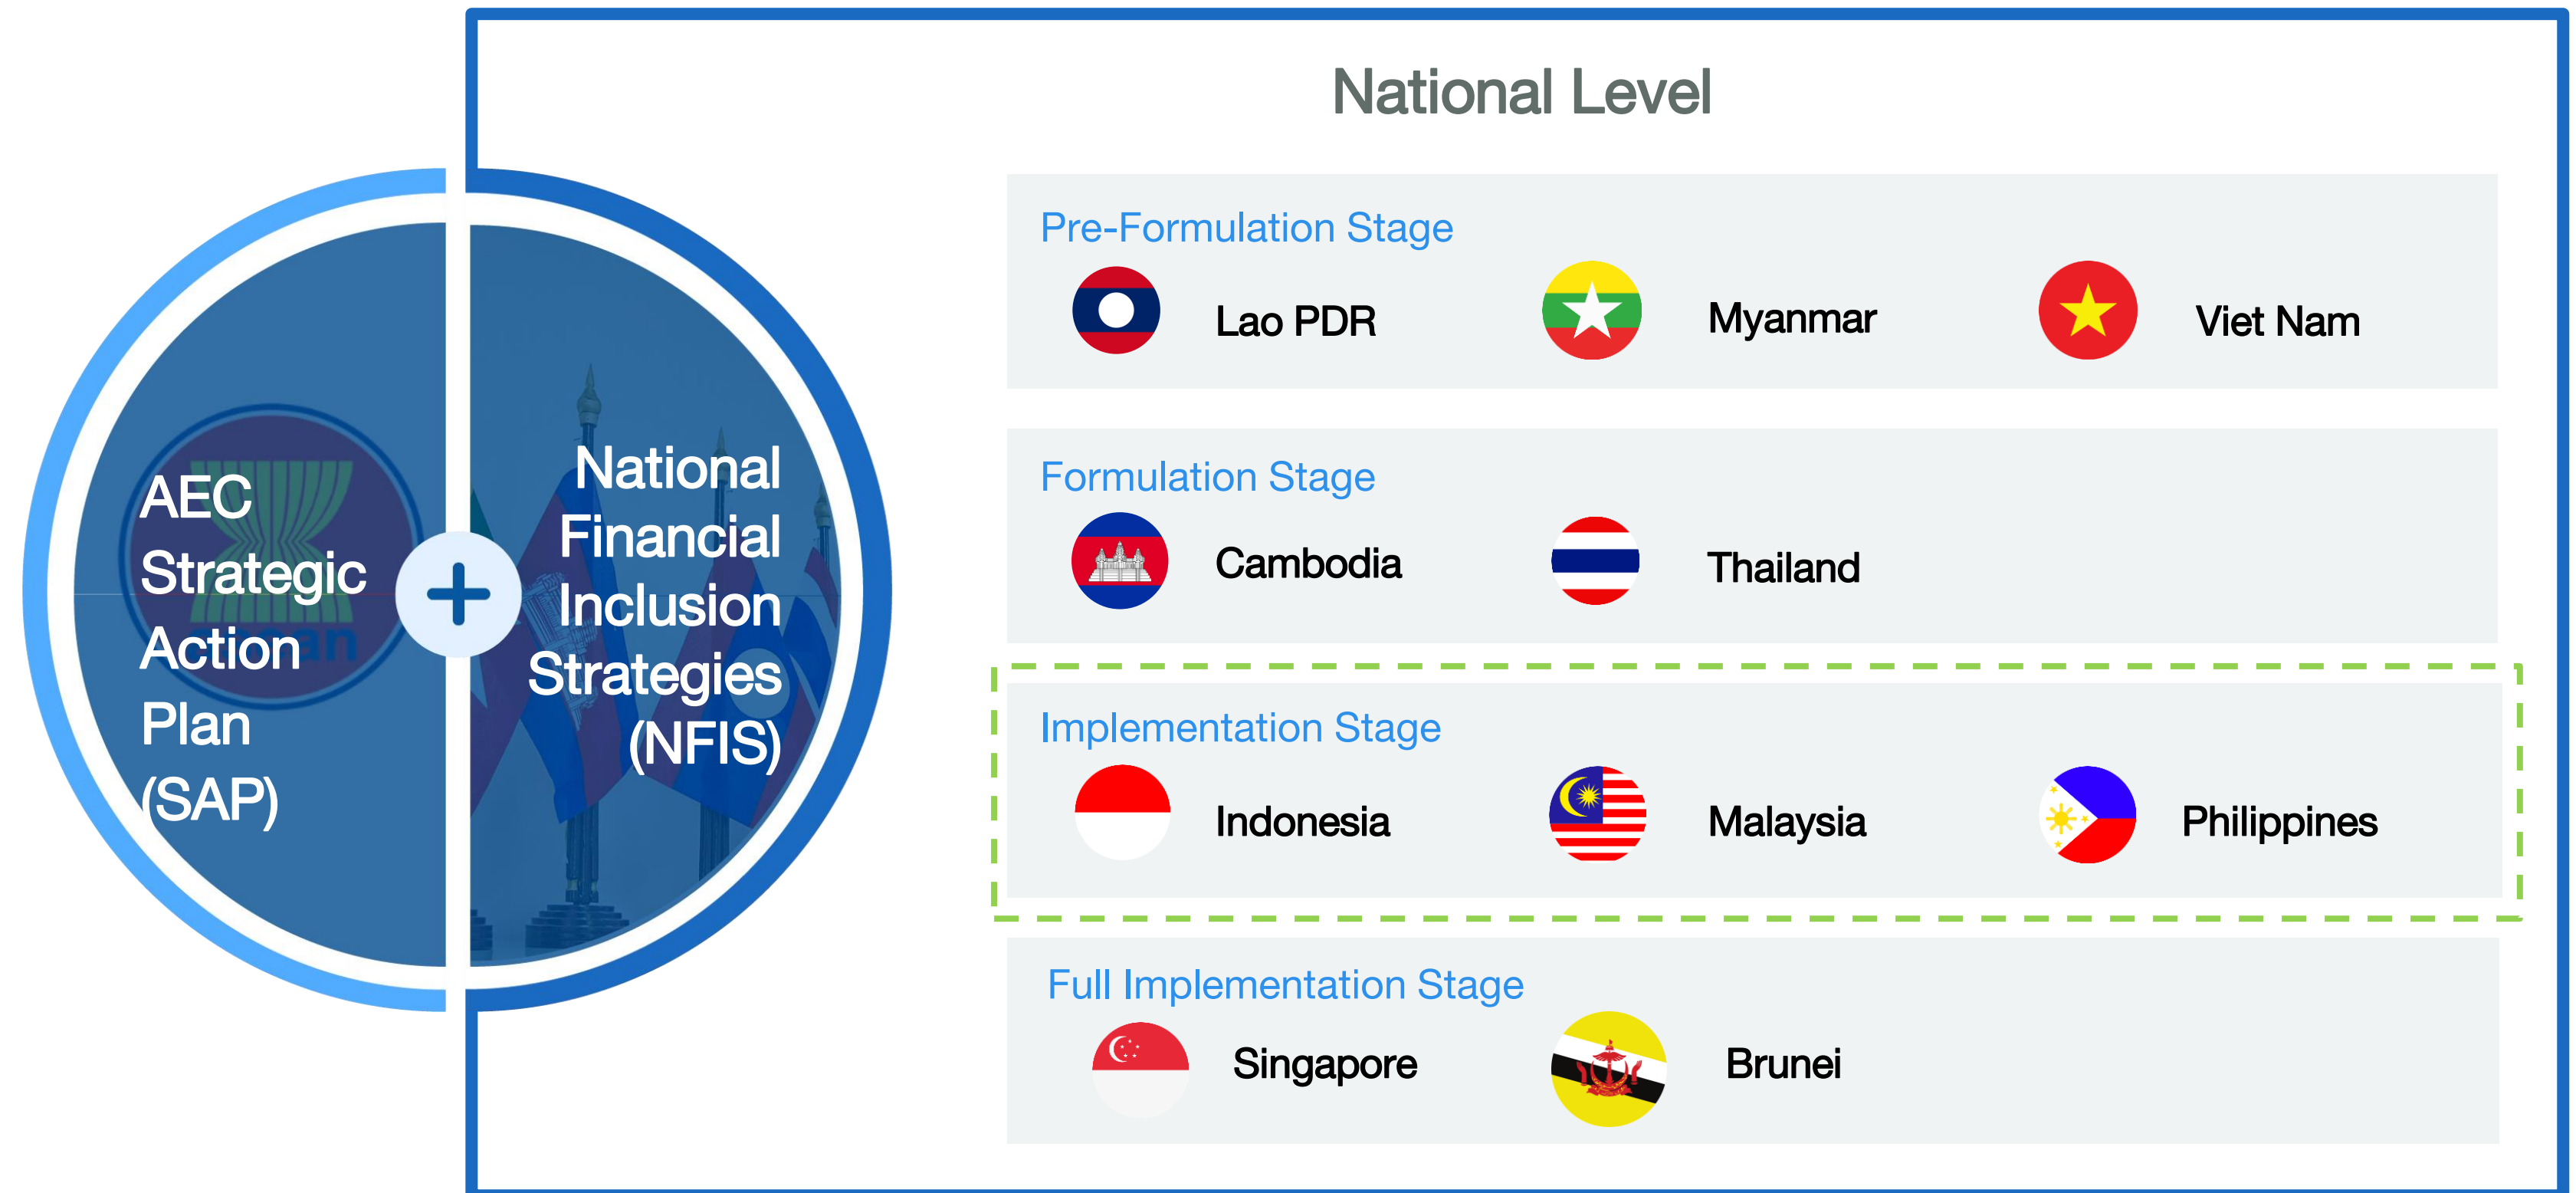 National Level
AEC
Strategic
Action
Plan
(SAP)
National
Financial
Inclusion
Strategies
(NFIS)
Pre-Formulation Stage
Lao PDR
Myanmar
Viet Nam
Formulation Stage
Cambodia
Thailand
Implementation Stage
Indonesia
Malaysia
Philippines
Full Implementation Stage
Singapore
Brunei